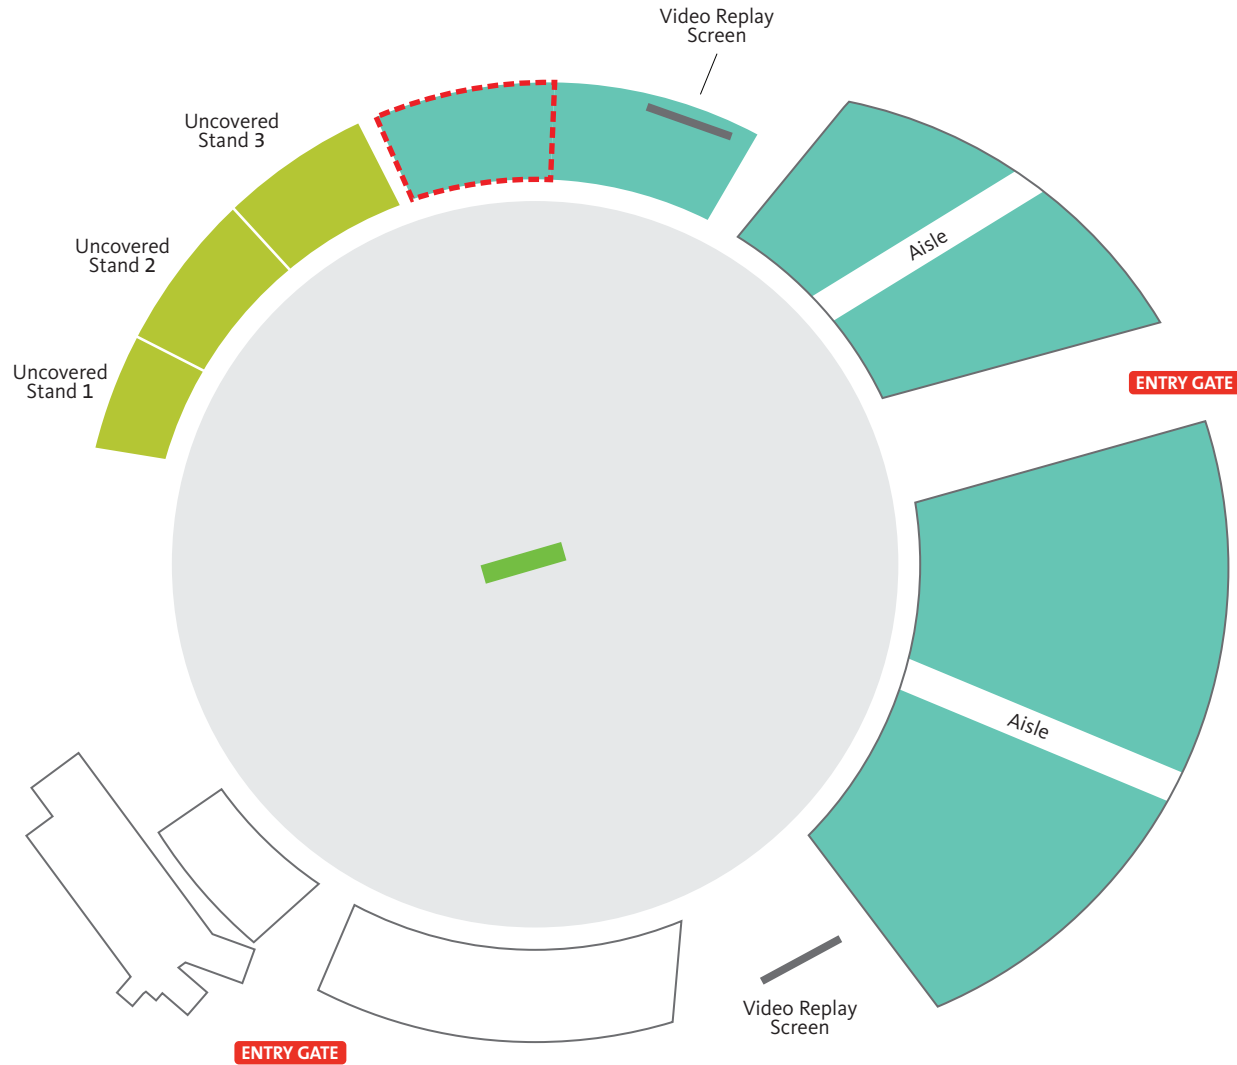 Video Replay
Screen
Uncovered
Stand 3
Uncovered
Stand 2
Aisle
Uncovered
Stand 1
ENTRY GATE
Aisle
Video Replay
Screen
ENTRY GATE